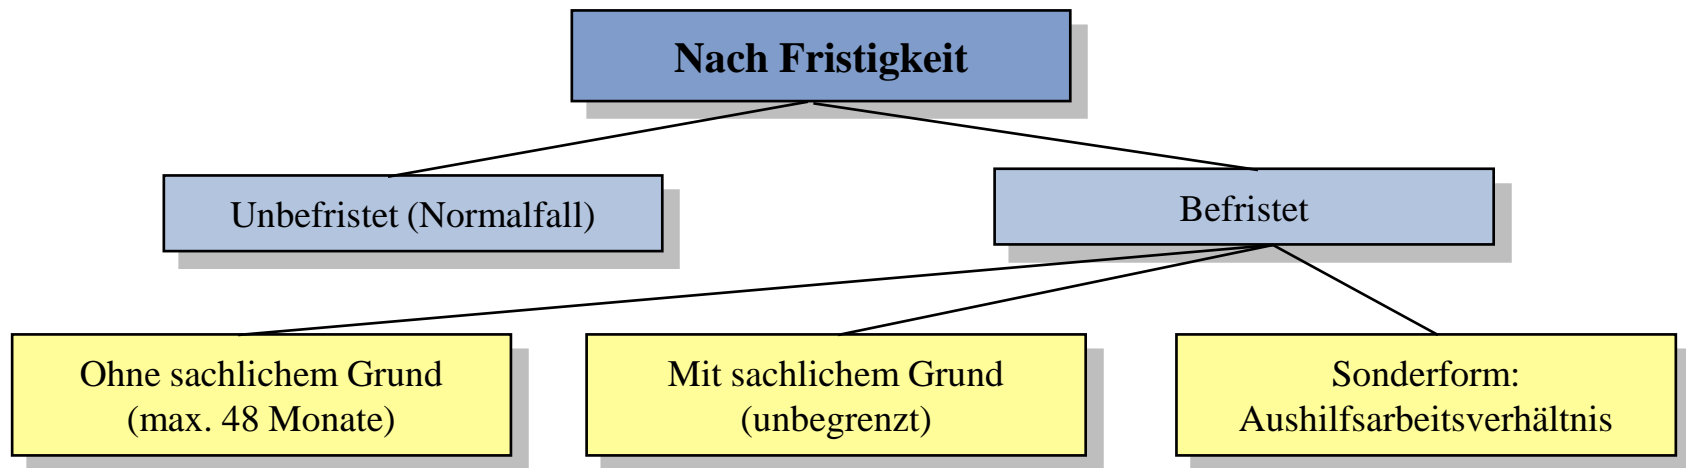 Nach Fristigkeit
Unbefristet (Normalfall)
Befristet
Ohne sachlichem Grund
(max. 48 Monate)
Mit sachlichem Grund
(unbegrenzt)
Sonderform:
Aushilfsarbeitsverhältnis